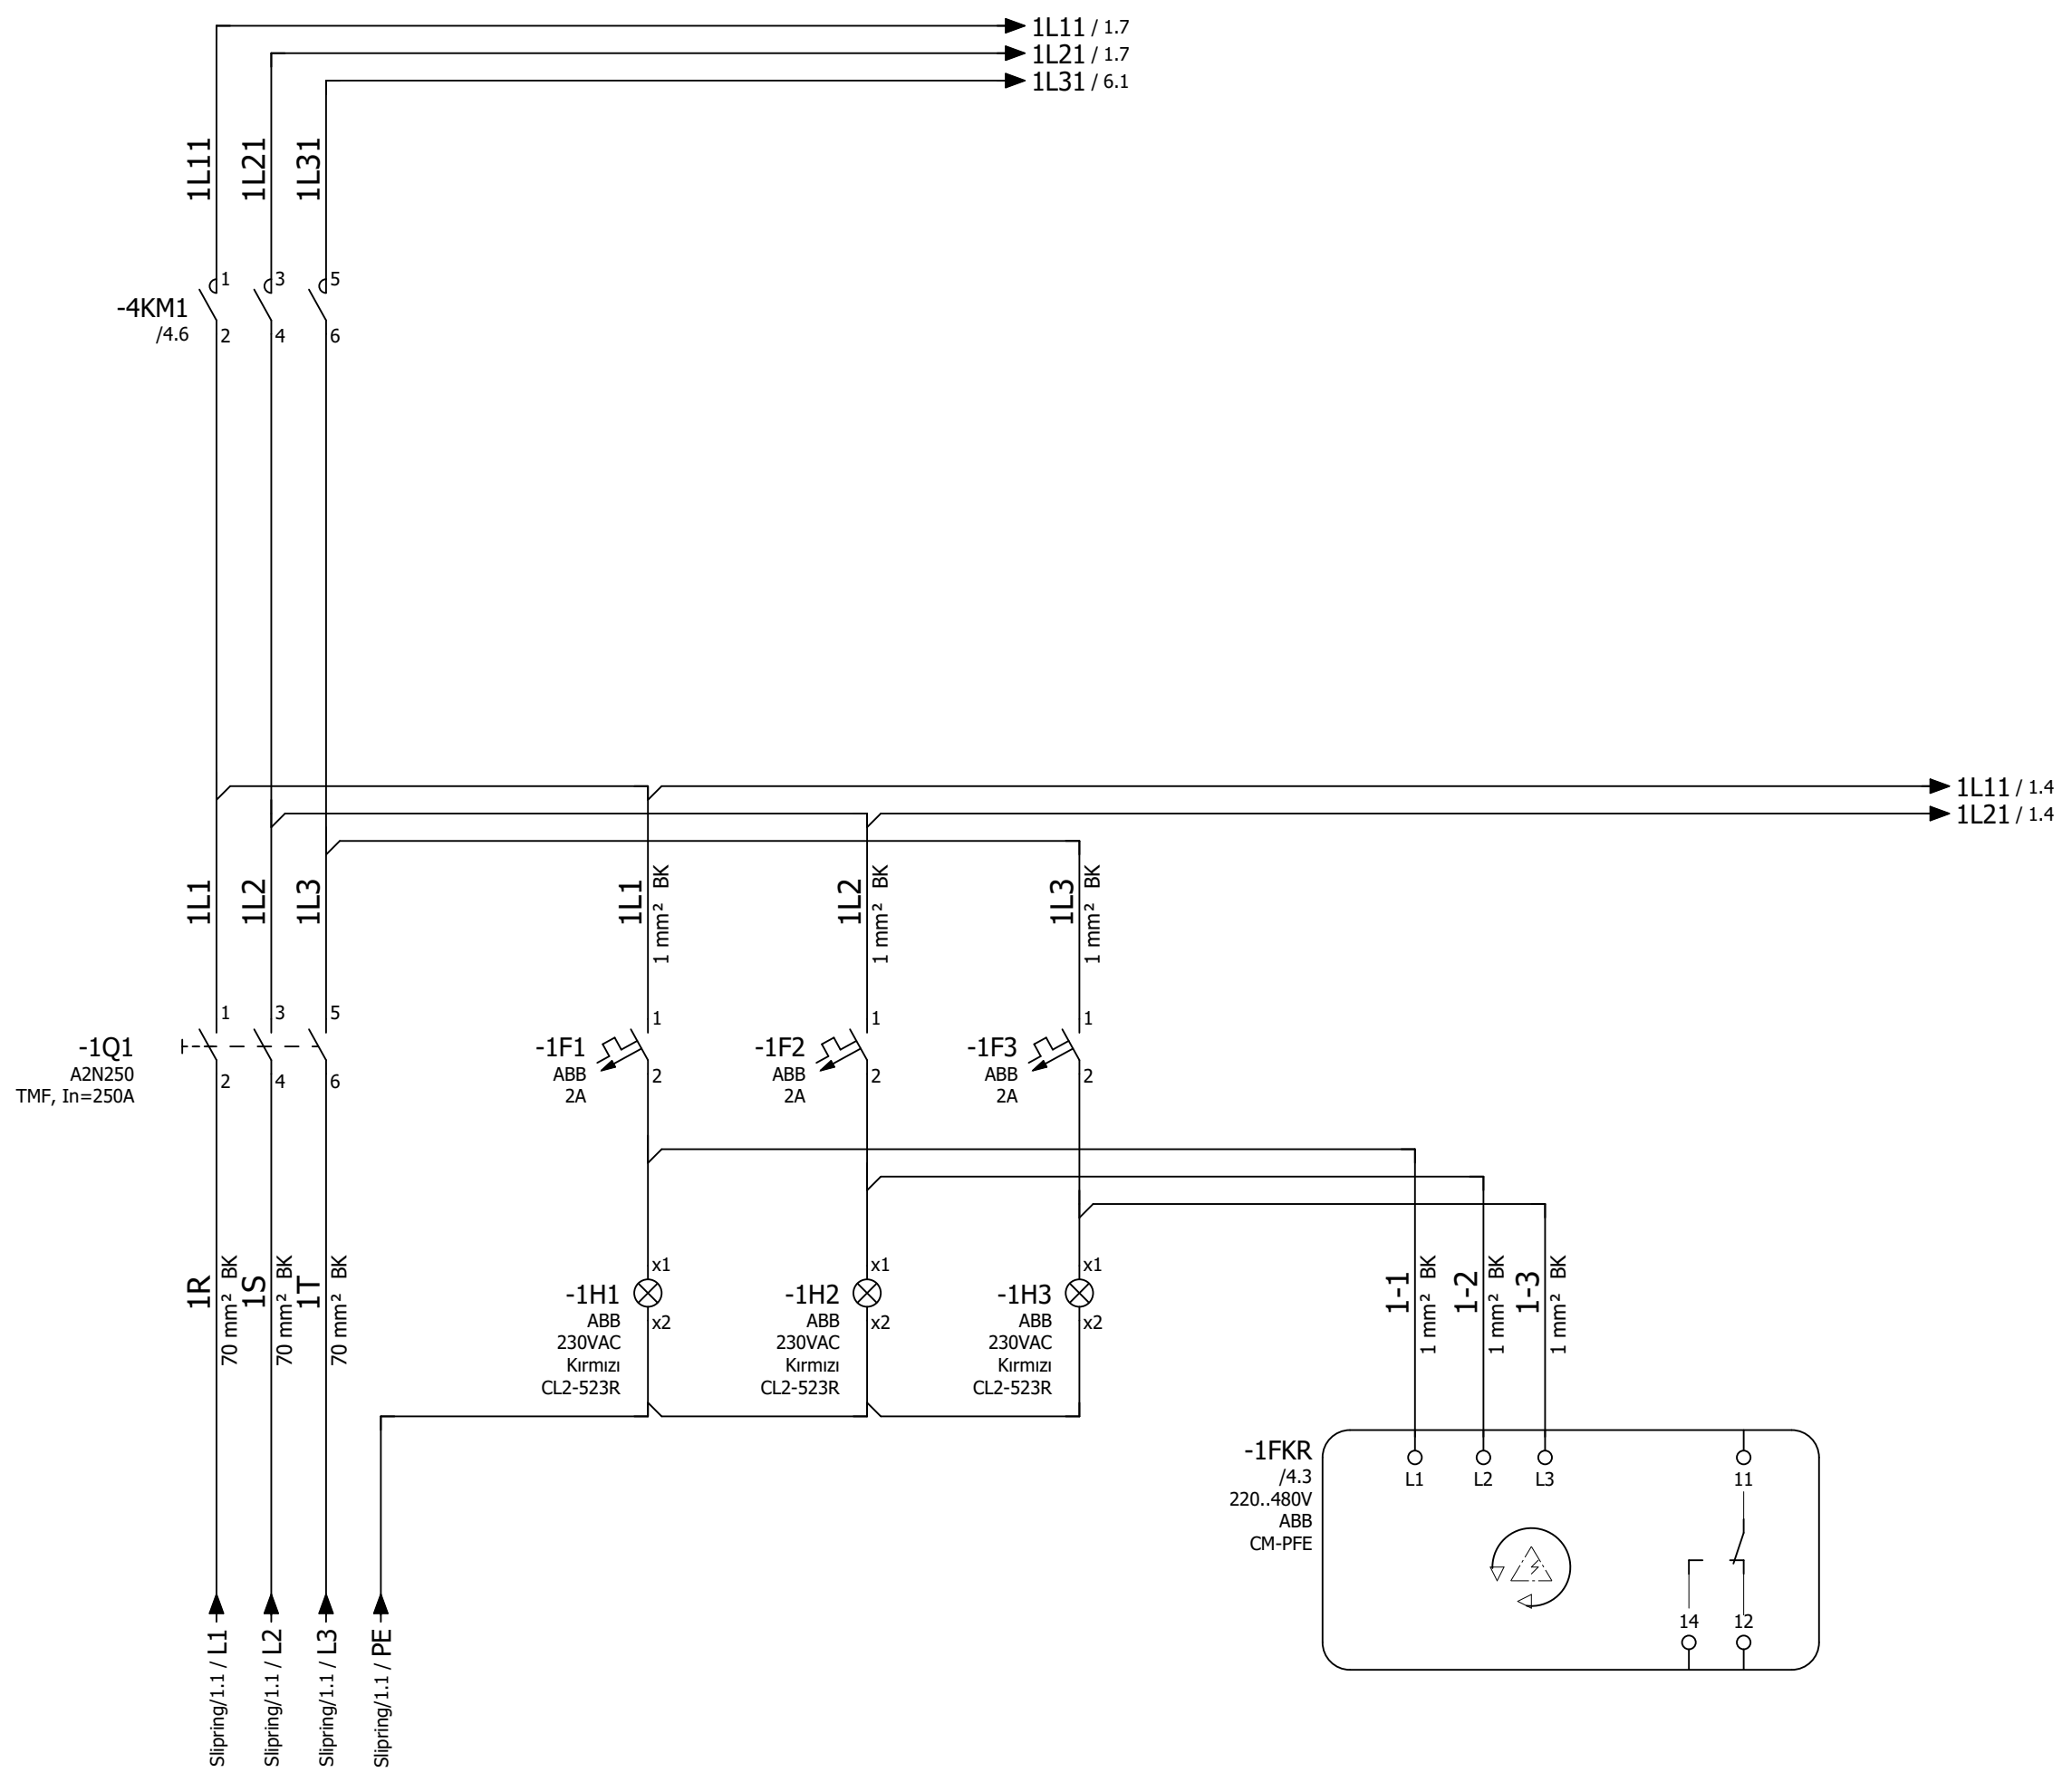 1L11 / 1.7
1L21 / 1.7
1L31 / 6.1
1L11
1L21
1L31
1
3
5
-4KM1
/4.6
2
4
6
1L11 / 1.4
1L21 / 1.4
1L1
1L2
1L3
1L1
1 mm² BK
1L2
1 mm² BK
1L3
1 mm² BK
1
3
5
-1Q1
A2N250
TMF, In=250A
2
4
6
1
-1F1
ABB
2A
2
1
-1F2
ABB
2A
2
1
-1F3
ABB
2A
2
1R
70 mm² BK
1S
70 mm² BK
1T
70 mm² BK
x1
-1H1
ABB
230VAC
Kırmızı
CL2-523R
x2
x1
-1H2
ABB
230VAC
Kırmızı
CL2-523R
x2
x1
-1H3
ABB
230VAC
Kırmızı
CL2-523R
x2
1-1
1 mm² BK
1-2
1 mm² BK
1-3
1 mm² BK
-1FKR
/4.3
220..480V
ABB
CM-PFE
L1
L2
L3
11
14
12
Slipring/1.1 / L1
Slipring/1.1 / L2
Slipring/1.1 / L3
Slipring/1.1 / PE